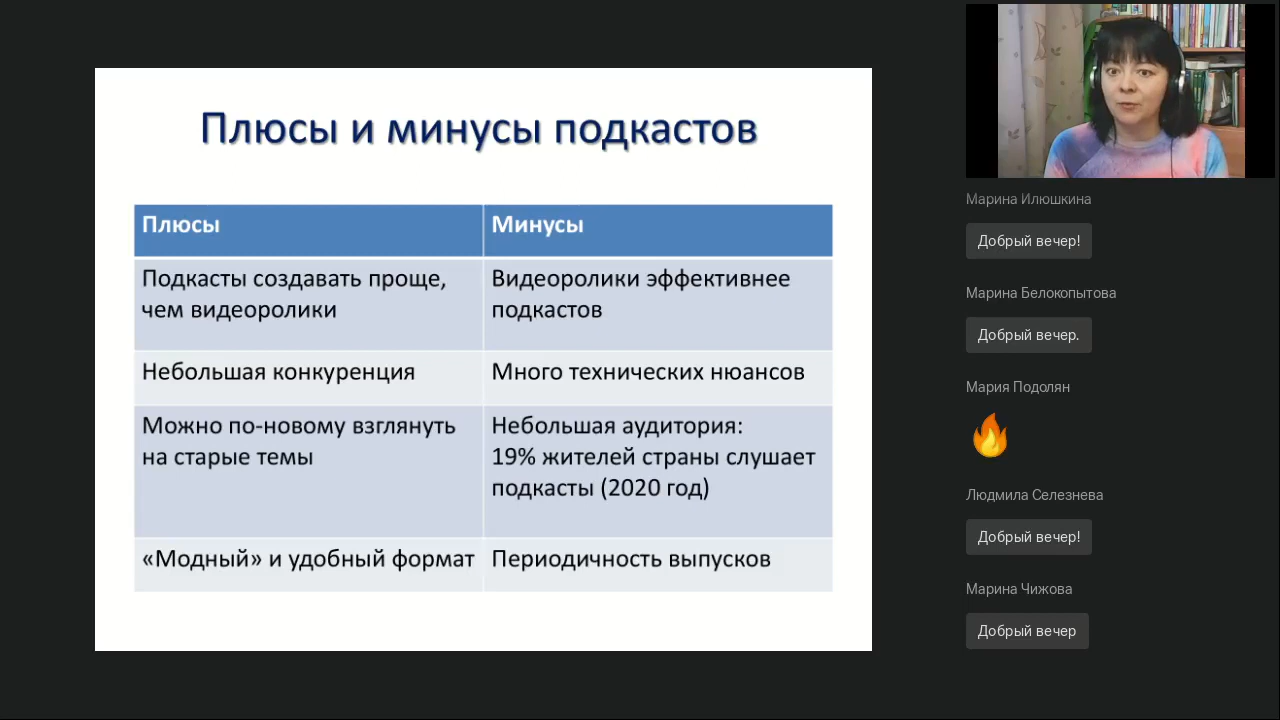 Плюсы и минусы подкастов
Плюсы
Минусы
Подкасты создавать проще,
чем видеоролики
Видеоролики эффективнее
подкастов
Небольшая конкуренция
Много технических нюансов
Можно по-новому взглянуть
на старые темы
Небольшая аудитория:
19% жителей страны слушает
подкасты (2020 год)
«Модный» и удобный формат
Периодичность выпусков
Марина Илюшкина
Добрый вечер!
Марина Белокопытова
Добрый вечер.
Мария Подолян
Людмила Селезнева
Добрый вечер!
Марина Чижова
Добрый вечер